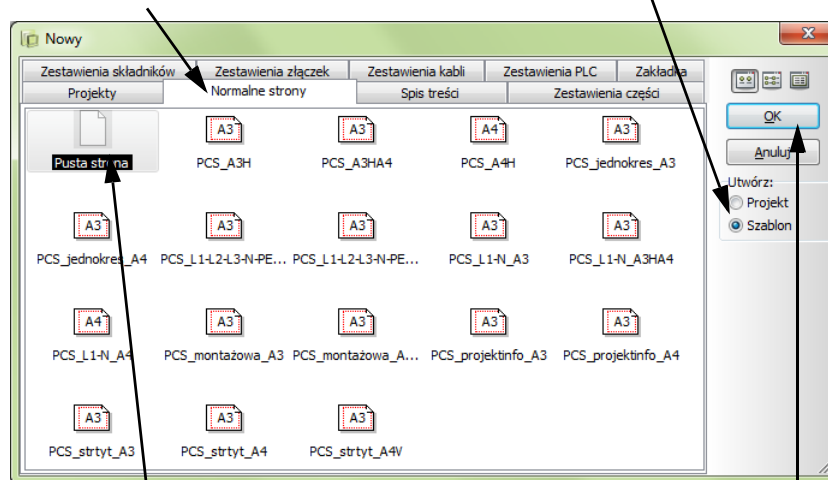 Nowy
Zestawienia składników Zestawienia złączek Zestawienia kabli Zestawienia PLC Zakładka
Projekty Normalne strony Spis treści Zestawienia części
OK
Anuluj
Utwórz:
Projekt
Szablon
Pusta strona PCS_A3H PCS_A3HA4 PCS_A4H PCS_jednokres_A3
A3 A3 A4 A3
PCS_jednokres_A4 PCS_L1-L2-L3-N-PE... PCS_L1-L2-L3-N-PE... PCS_L1-N_A3 PCS_L1-N_A3HA4
A3 A3 A3 A3 A3
PCS_L1-N_A4 PCS_montażowa_A3 PCS_montażowa_A... PCS_projektinfo_A3 PCS_projektinfo_A4
A4 A3 A3 A3 A3
PCS_strtyt_A3 PCS_strtyt_A4 PCS_strtyt_A4V
A3 A3 A3